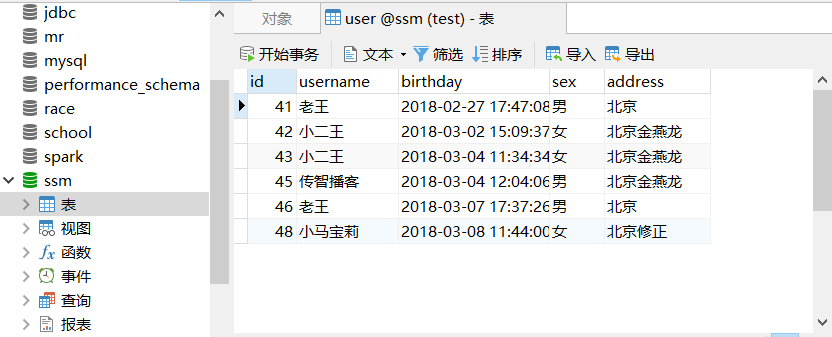 jdbc
mr
mysql
performance_schema
race
school
spark
ssm
表
视图
函数
事件
查询
报表
对象 user @ssm (test) - 表
开始事务 文本 筛选 排序 导入 导出
id username birthday sex address
41 老王 2018-02-27 17:47:08 男 北京
42 小二王 2018-03-02 15:09:37 女 北京金燕龙
43 小二王 2018-03-04 11:34:34 女 北京金燕龙
45 传智播客 2018-03-04 12:04:06 男 北京金燕龙
46 老王 2018-03-07 17:37:26 男 北京
48 小马宝莉 2018-03-08 11:44:00 女 北京修正